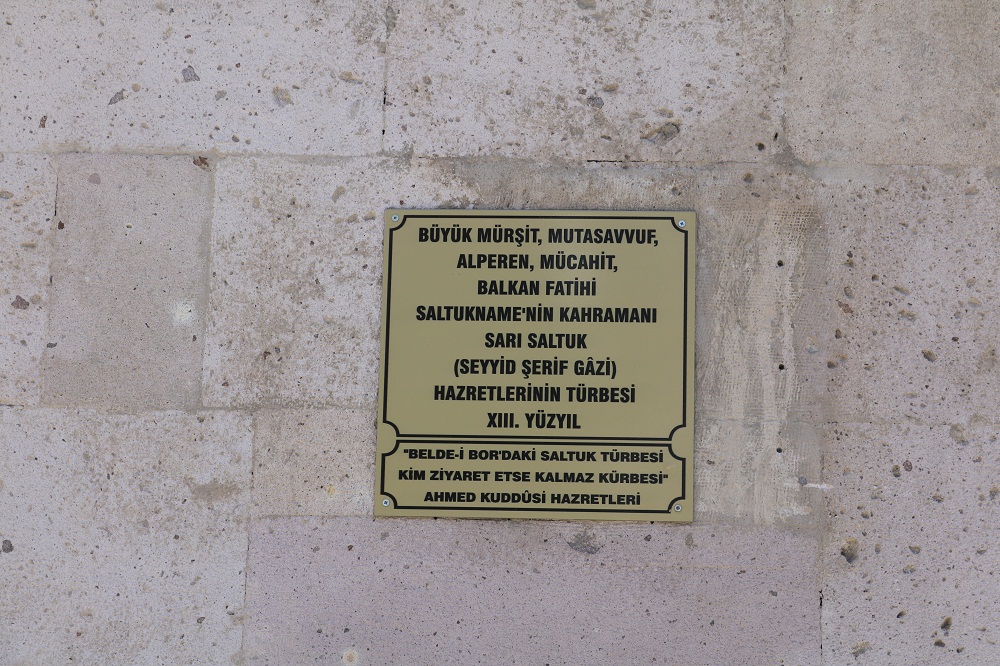 BÜYÜK MÜRŞİT, MUTASAVVUF,
ALPEREN, MÜCAHİT,
BALKAN FATİHİ
SALTUKNAME'NİN KAHRAMANI
SARI SALTUK
(SEYYİD ŞERİF GÂZİ)
HAZRETLERİNİN TÜRBESİ
XIII. YÜZYIL
"BELDE-İ BOR'DAKİ SALTUK TÜRBESİ
KİM ZİYARET ETSE KALMAZ KÜRBESİ"
AHMED KUDDÛSİ HAZRETLERİ